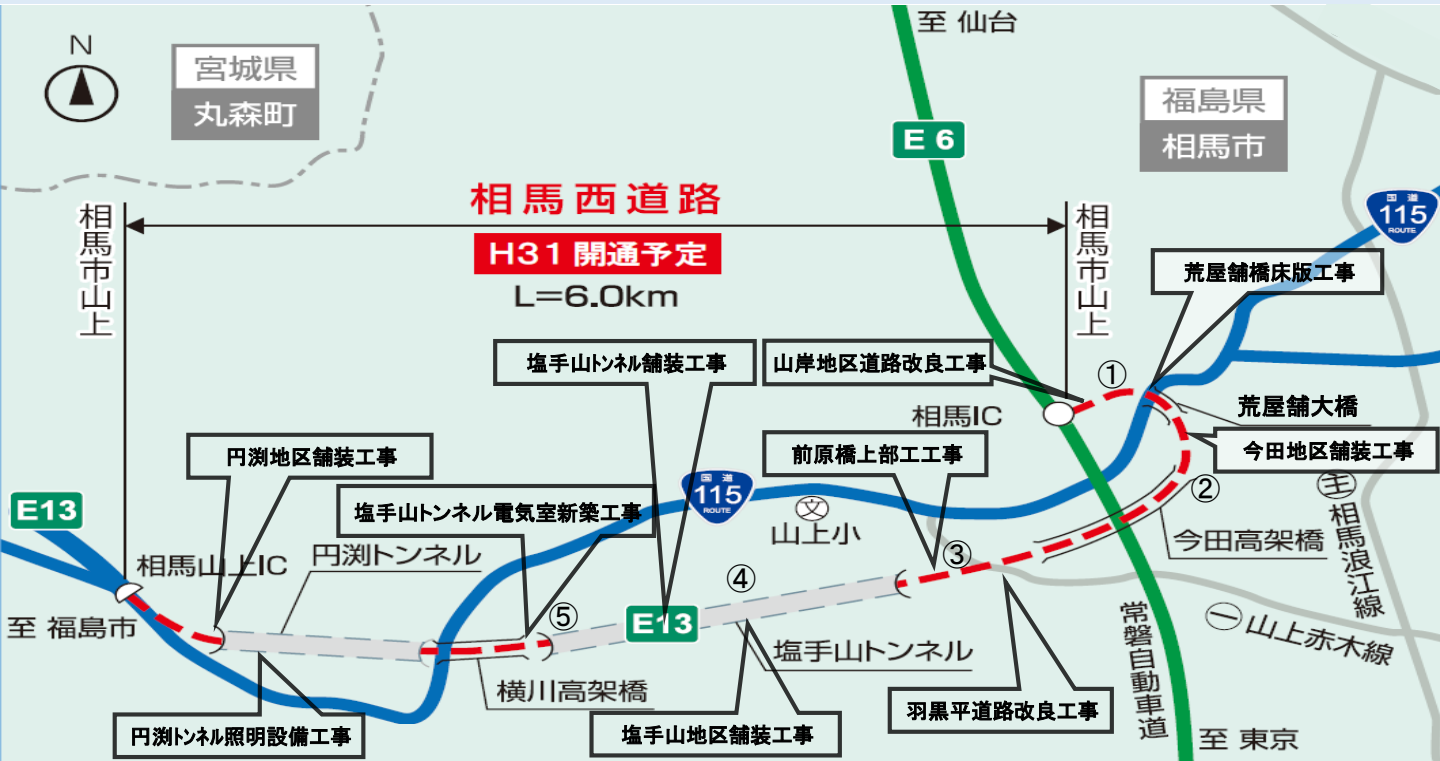 N
宮城県
丸森町
至 仙台
E 6
福島県
相馬市
相馬西道路
H31 開通予定
L=6.0km
相馬市山上
相馬市山上
国道
115
ROUTE
荒屋舗橋床版工事
塩手山トンネル舗装工事
山岸地区道路改良工事
①
相馬IC
荒屋舗大橋
円渕地区舗装工事
前原橋上部工工事
今田地区舗装工事
E13
塩手山トンネル電気室新築工事
国道
115
ROUTE
文
山上小
②
主
相馬浪江線
相馬山上IC
円渕トンネル
③
今田高架橋
④
至 福島市
⑤
E13
塩手山トンネル
常磐自動車道
一
山上赤木線
横川高架橋
羽黒平道路改良工事
円渕トンネル照明設備工事
塩手山地区舗装工事
至 東京